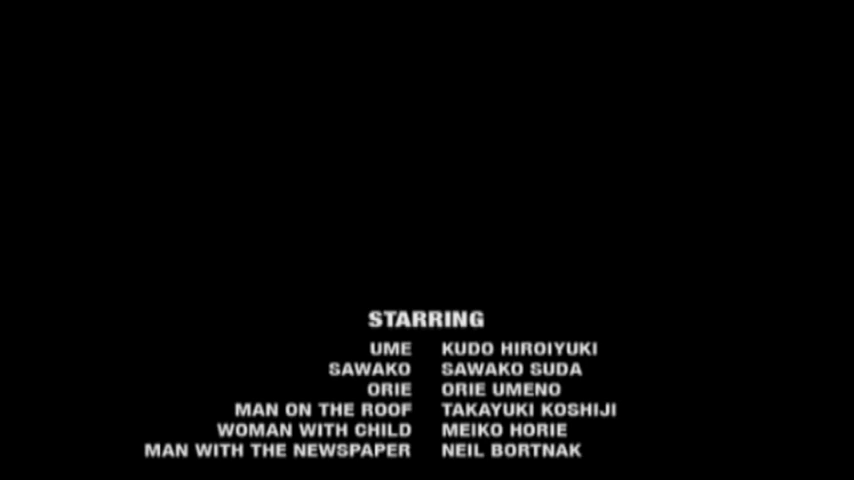 STARRING
UME KUDO HIROIYUKI
SAWAKO SAWAKO SUDA
ORIE ORIE UMENO
MAN ON THE ROOF TAKAYUKI KOSHIJI
WOMAN WITH CHILD MEIKO HORIE
MAN WITH THE NEWSPAPER NEIL BORTNAK